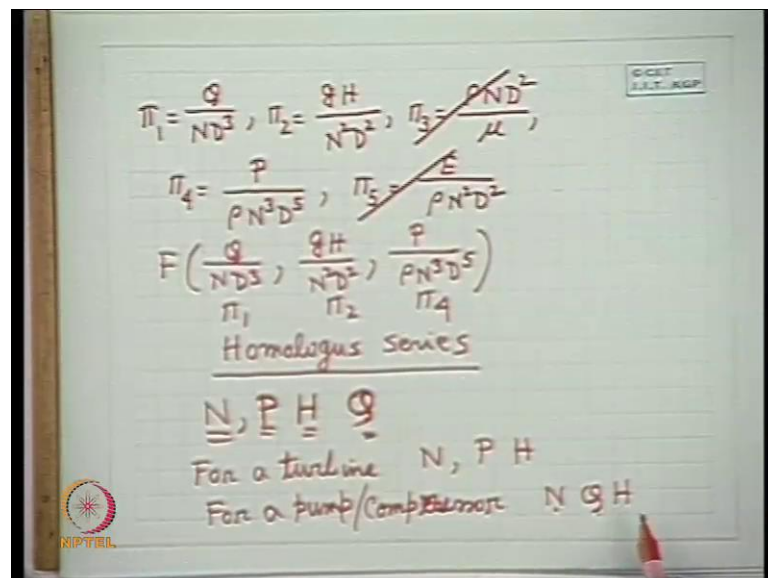 π₁ = Q/ND³, π₂ = gH/N²D², π₃ = ρND²/μ,
©CET
I.I.T. KGP
π₄ = P/ρN³D⁵, π₅ = E/ρN²D²
F(Q/ND³, gH/N²D², P/ρN³D⁵)
π₁ π₂ π₄
Homologus series
N, P H Q
For a turbine N, P H
For a pump/Compressor N Q H
NPTEL